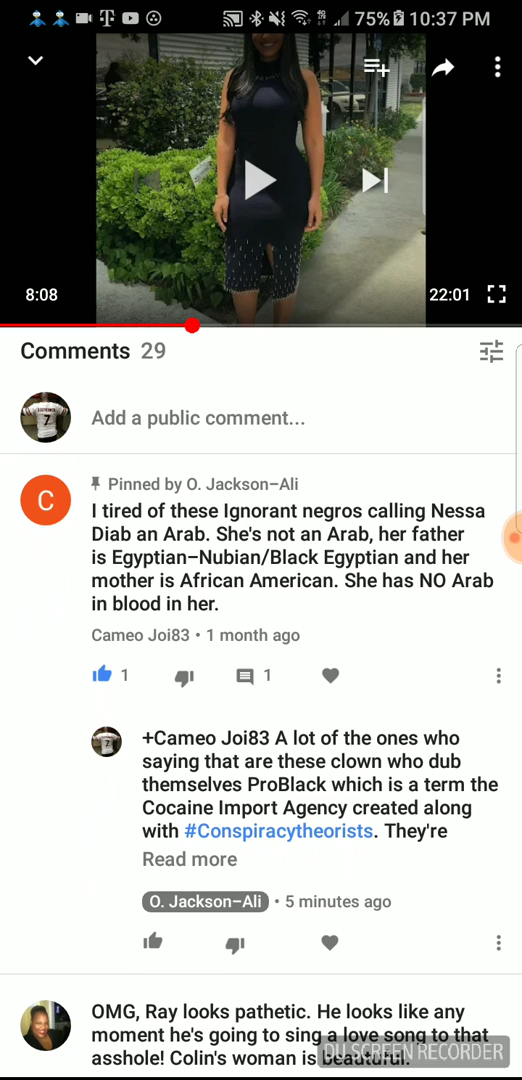 75% 10:37 PM
8:08
22:01
Comments 29
7
Add a public comment...
C
Pinned by O. Jackson–Ali
I tired of these Ignorant negros calling Nessa
Diab an Arab. She's not an Arab, her father
is Egyptian–Nubian/Black Egyptian and her
mother is African American. She has NO Arab
in blood in her.
Cameo Joi83 • 1 month ago
1
1
+Cameo Joi83 A lot of the ones who
saying that are these clown who dub
themselves ProBlack which is a term the
Cocaine Import Agency created along
with #Conspiracytheorists. They're
Read more
O. Jackson–Ali • 5 minutes ago
OMG, Ray looks pathetic. He looks like any
moment he's going to sing a love song to that
asshole! Colin's woman is beautuful.
DU SCREEN RECORDER